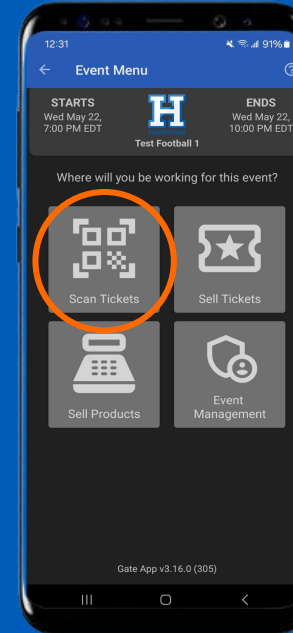 12:31
91%
Event Menu
STARTS
Wed May 22,
7:00 PM EDT
H
Test Football 1
ENDS
Wed May 22,
10:00 PM EDT
Where will you be working for this event?
Scan Tickets
Sell Tickets
Sell Products
Event
Management
Gate App v3.16.0 (305)